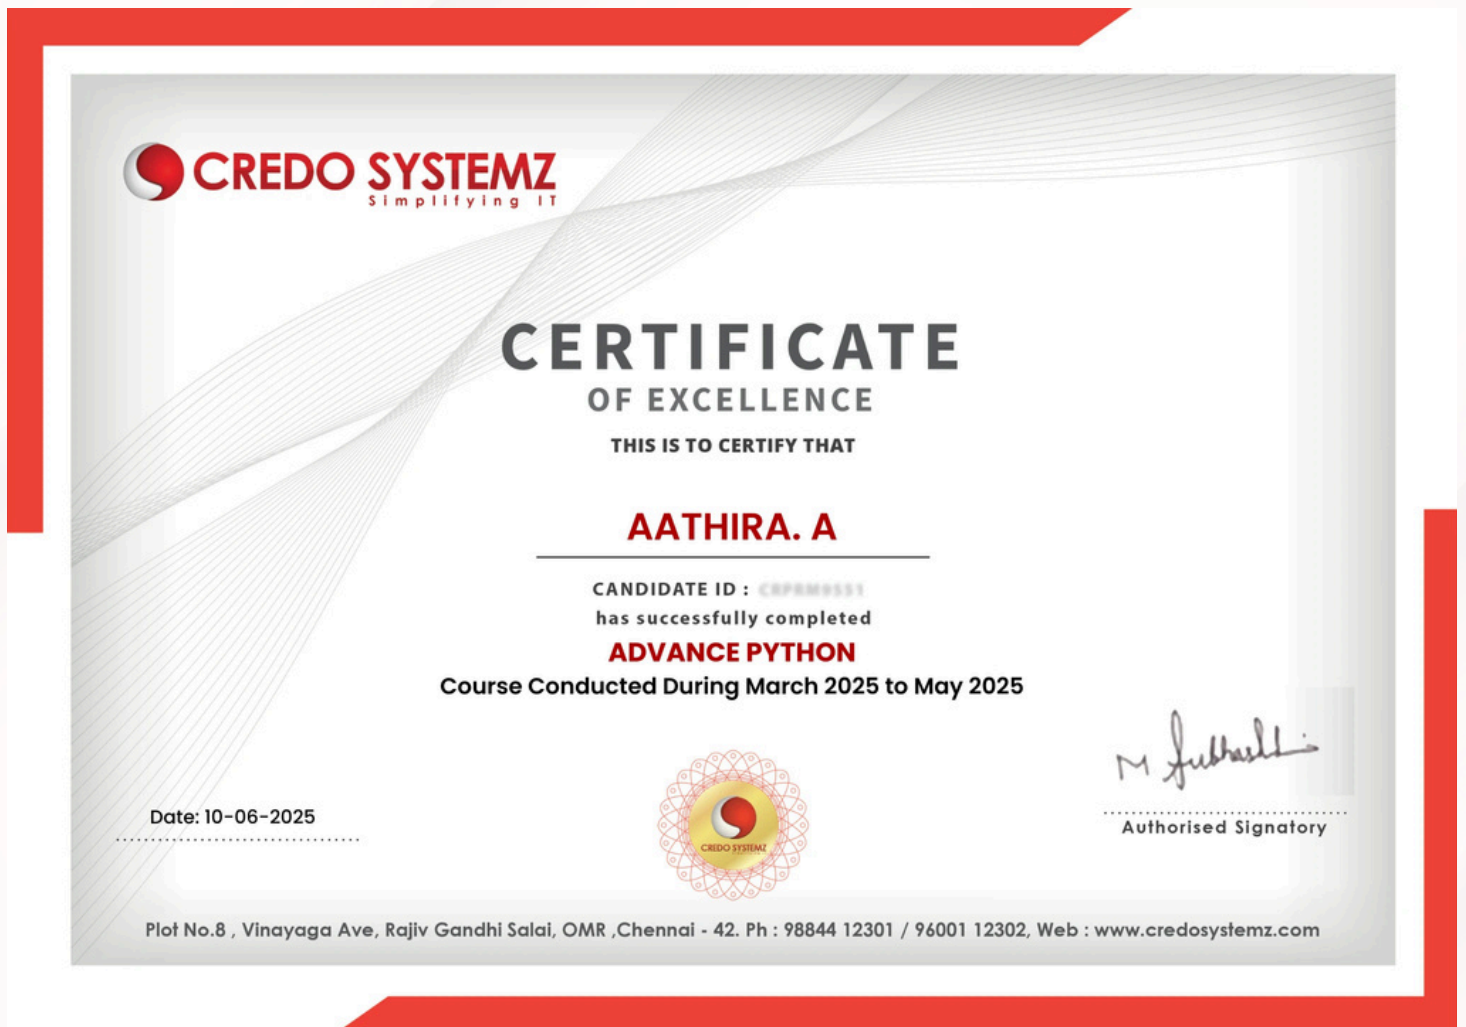 CREDO SYSTEMZ
Simplifying IT
CERTIFICATE
OF EXCELLENCE
THIS IS TO CERTIFY THAT
AATHIRA. A
CANDIDATE ID :
has successfully completed
ADVANCE PYTHON
Course Conducted During March 2025 to May 2025
Date: 10-06-2025
CREDO SYSTEMZ
Authorised Signatory
Plot No.8 , Vinayaga Ave, Rajiv Gandhi Salai, OMR ,Chennai - 42. Ph : 98844 12301 / 96001 12302, Web : www.credosystemz.com